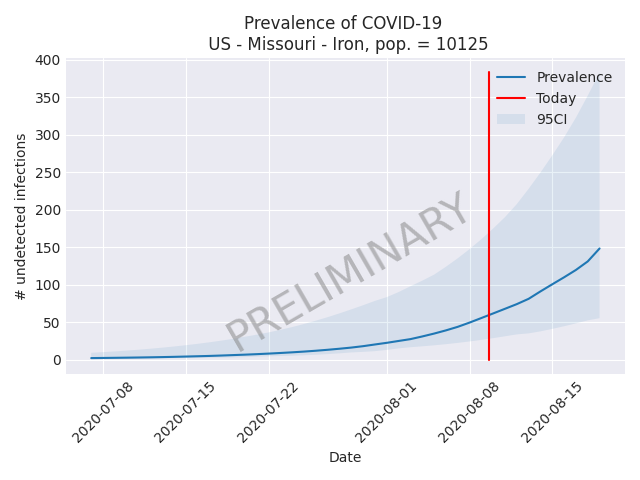 Prevalence of COVID-19
US - Missouri - Iron, pop. = 10125
# undetected infections
400
350
300
250
200
150
100
50
0
Prevalence
Today
95CI
PRELIMINARY
2020-07-08
2020-07-15
2020-07-22
2020-08-01
2020-08-08
2020-08-15
Date